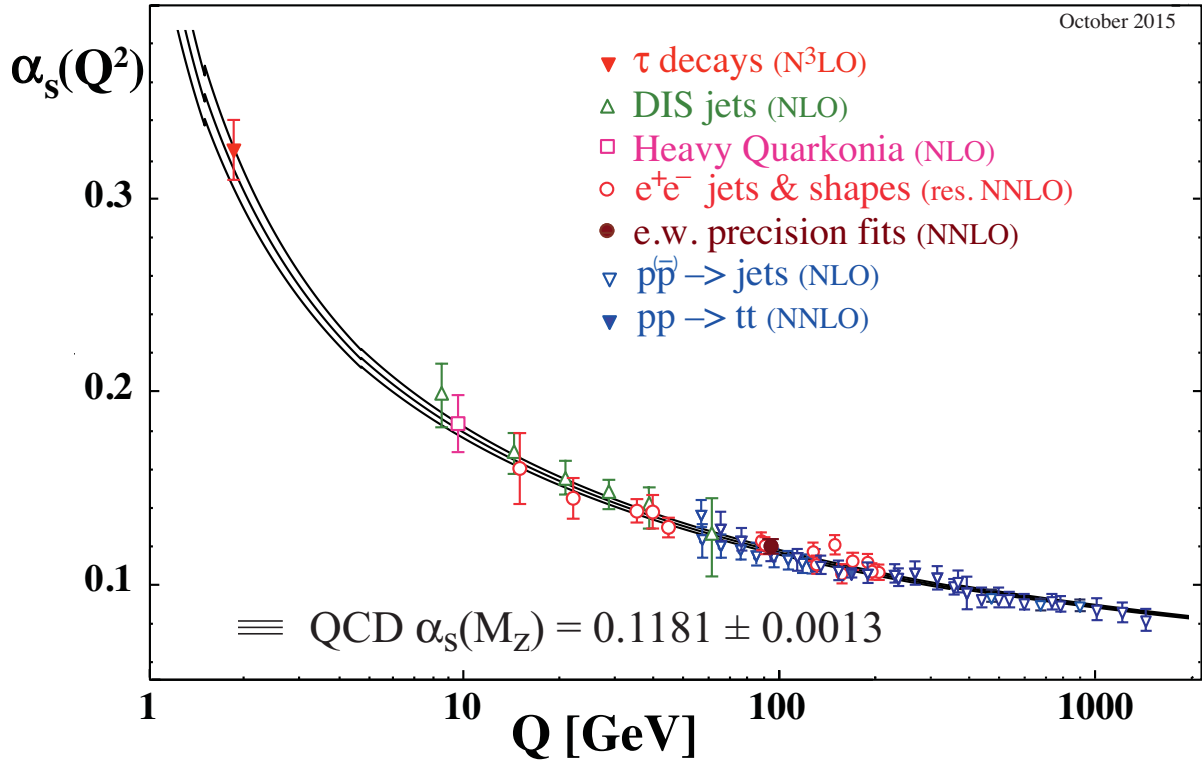 October 2015
αₛ(Q²)
τ decays (N³LO)
DIS jets (NLO)
Heavy Quarkonia (NLO)
e⁺e⁻ jets & shapes (res. NNLO)
e.w. precision fits (NNLO)
p(p̄) –> jets (NLO)
pp –> tt (NNLO)
0.3
0.2
0.1
QCD αₛ(M_Z) = 0.1181 ± 0.0013
1 10 100 1000
Q [GeV]